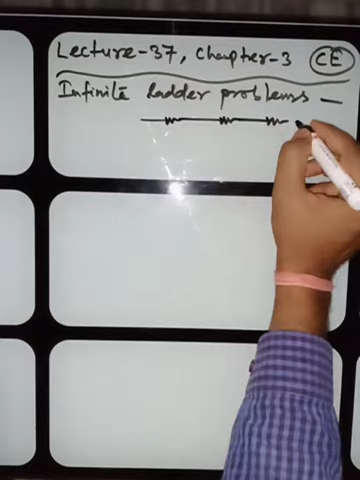 Lecture-37, Chapter-3 CE
Infinite ladder problems —